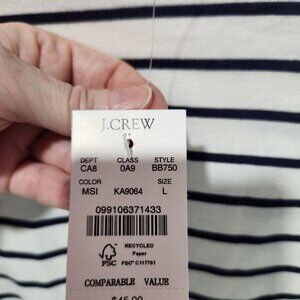 J.CREW
DEPT CLASS STYLE
CA8 0A9 BB750
COLOR SIZE
MSI KA9064 L
099106371433
FSC
RECYCLED
Paper
FSC® C117761
COMPARABLE VALUE